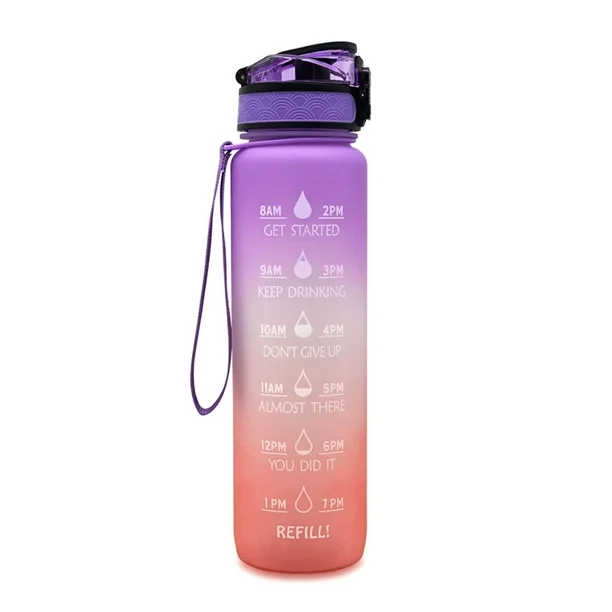 8AM 2PM
GET STARTED
9AM 3PM
KEEP DRINKING
10AM 4PM
DON'T GIVE UP
11AM 5PM
ALMOST THERE
12PM 6PM
YOU DID IT
1PM 7PM
REFILL!